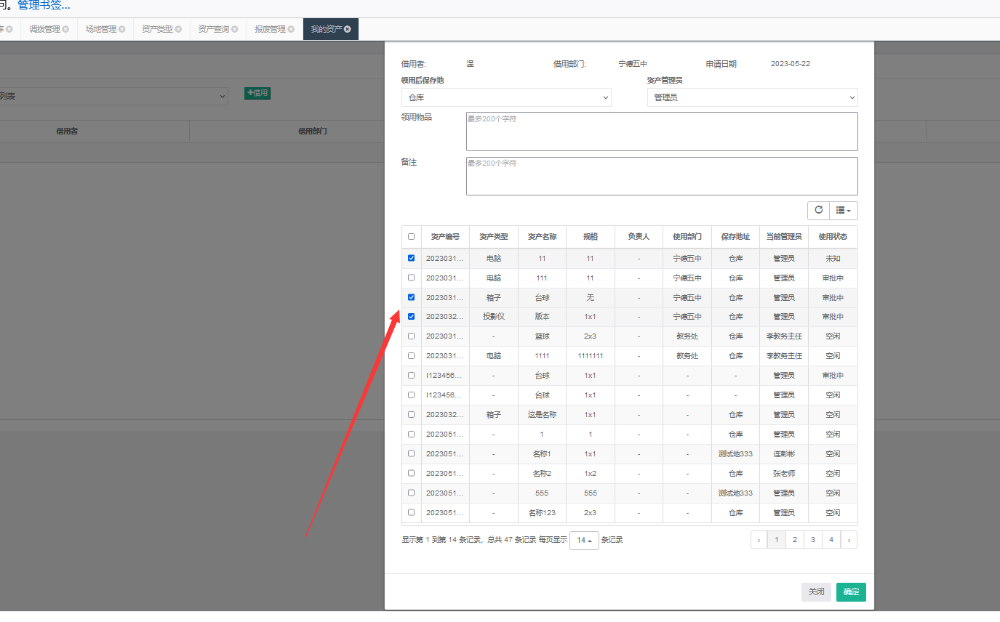 问。管理书签...
库 调拨管理 场地管理 资产类型 资产查询 报废管理 我的资产
借用者: 温 借用部门: 宁德五中 申请日期 2023-05-22
领用后保存地 资产管理员
列表 借用 仓库 管理员
领用物品 最多200个字符
借用者 借用部门
备注 最多200个字符
资产编号 资产类型 资产名称 规格 负责人 使用部门 保存地址 当前管理员 使用状态
2023031... 电脑 11 11 - 宁德五中 仓库 管理员 未知
2023031... 电脑 111 11 - 宁德五中 仓库 管理员 审批中
2023031... 箱子 台球 无 - 宁德五中 仓库 管理员 审批中
2023032... 投影仪 版本 1x1 - 宁德五中 仓库 管理员 审批中
2023031... - 篮球 2x3 - 教务处 仓库 李教务主任 空闲
2023031... 电脑 1111 1111111 - 教务处 仓库 李教务主任 空闲
I123456... - 台球 1x1 - - - 管理员 审批中
I123456... - 台球 1x1 - - - 管理员 空闲
2023032... 箱子 这是名称 1x1 - - 仓库 管理员 空闲
2023051... - 1 1 - - 仓库 管理员 空闲
2023051... - 名称1 1x1 - - 测试地333 连彭彬 空闲
2023051... - 名称2 1x2 - - 仓库 张老师 空闲
2023051... - 555 555 - - 测试地333 管理员 空闲
2023051... - 名称123 2x3 - - 仓库 管理员 空闲
显示第 1 到第 14 条记录，总共 47 条记录 每页显示 14 条记录 ‹ 1 2 3 4 ›
关闭 确定